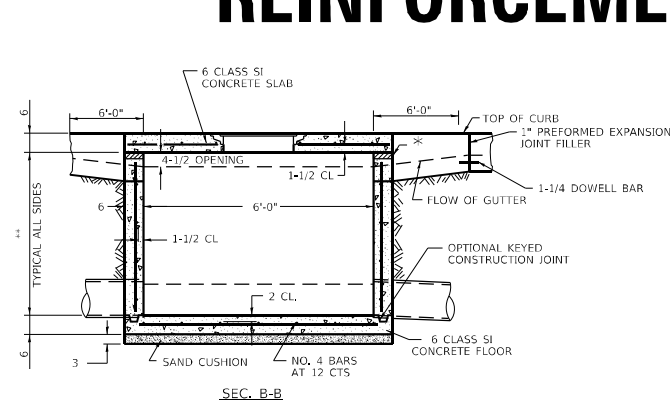 REINFORCEME
6 CLASS SI
CONCRETE SLAB
6
6'-0"
6'-0"
TOP OF CURB
1" PREFORMED EXPANSION
JOINT FILLER
*
4-1/2 OPENING
1-1/2 CL
1-1/4 DOWELL BAR
FLOW OF GUTTER
6
6'-0"
** TYPICAL ALL SIDES
1-1/2 CL
OPTIONAL KEYED
CONSTRUCTION JOINT
2 CL.
6 CLASS SI
CONCRETE FLOOR
6
3
SAND CUSHION
NO. 4 BARS
AT 12 CTS
SEC. B-B